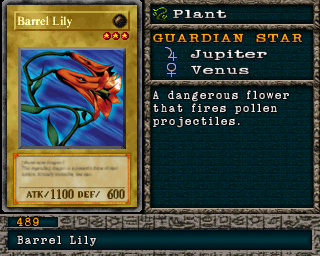 Barrel Lily
ATK/1100 DEF/ 600
Plant
GUARDIAN STAR
♃ Jupiter
♀ Venus
A dangerous flower
that fires pollen
projectiles.
489
Barrel Lily